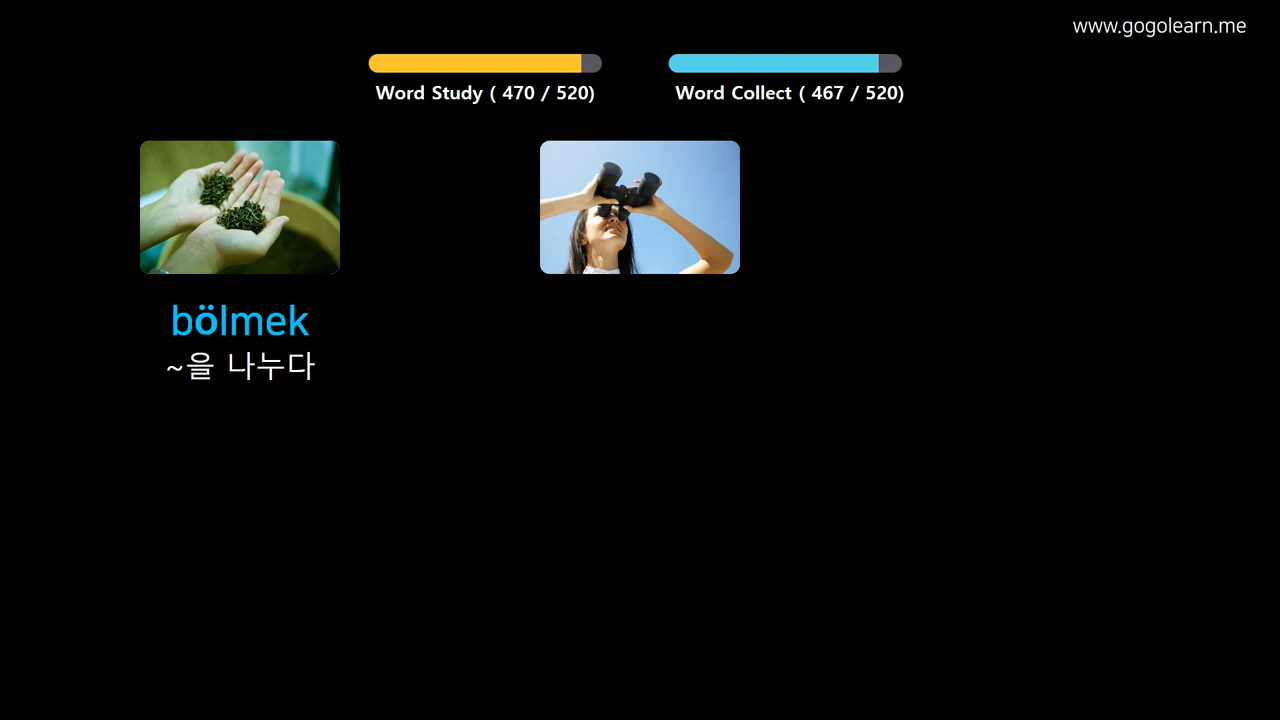 www.gogolearn.me
Word Study ( 470 / 520)
Word Collect ( 467 / 520)
bölmek
~을 나누다